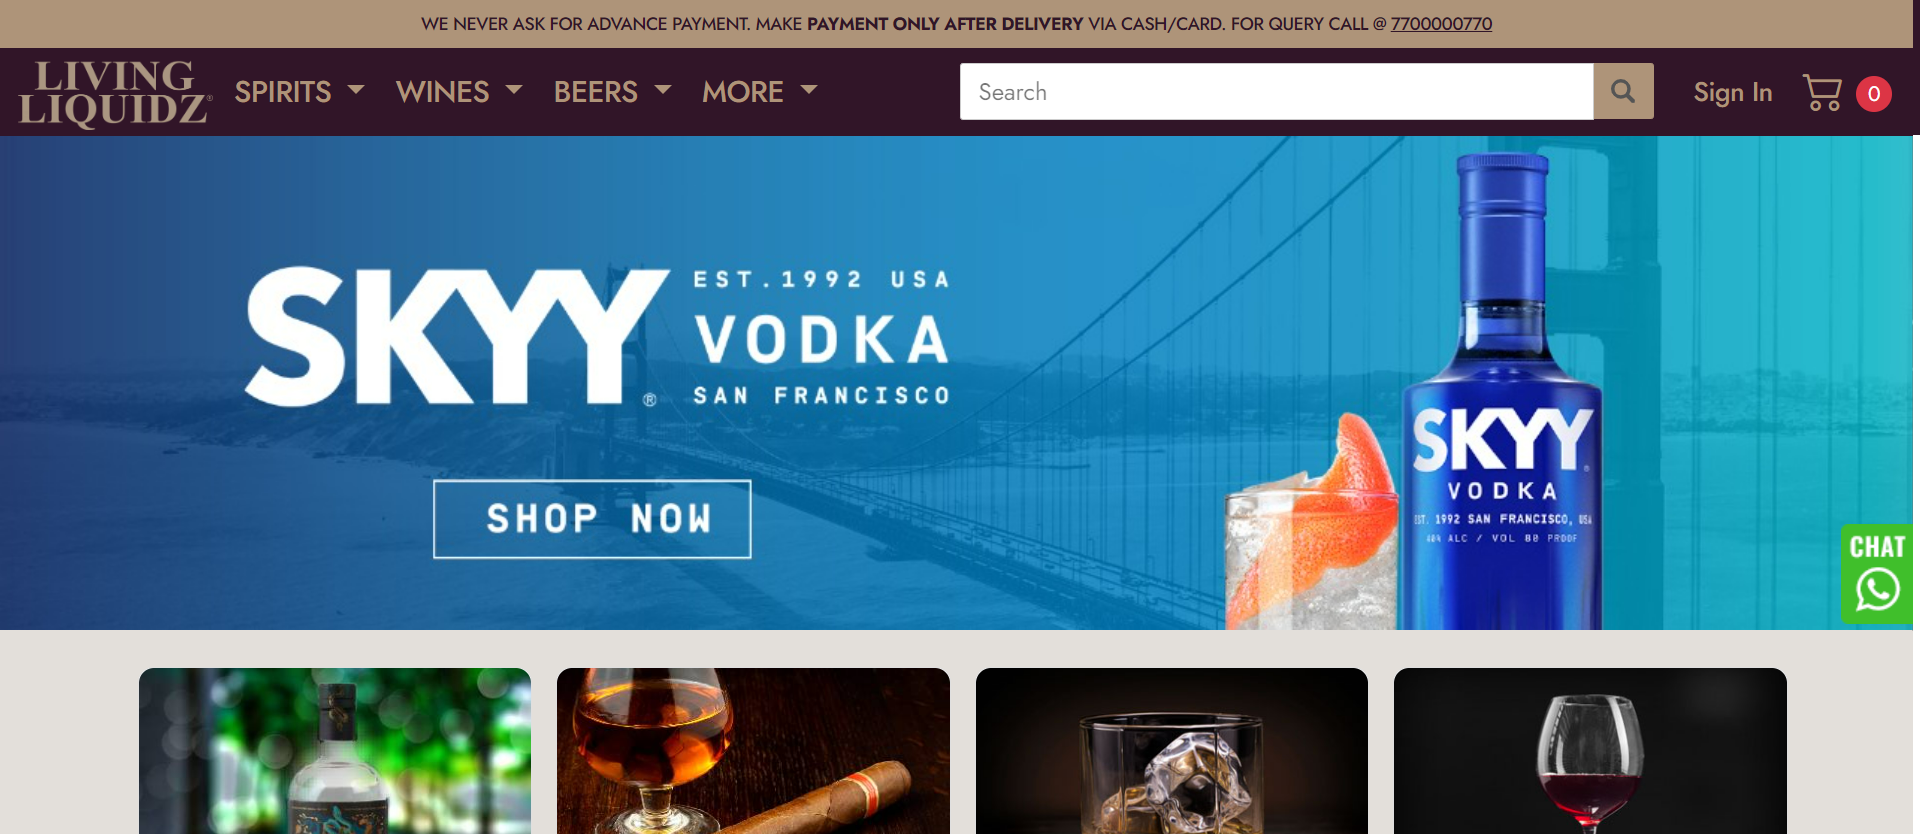 WE NEVER ASK FOR ADVANCE PAYMENT. MAKE PAYMENT ONLY AFTER DELIVERY VIA CASH/CARD. FOR QUERY CALL @ 7700000770
LIVING
LIQUIDZ®
SPIRITS WINES BEERS MORE Search Sign In 0
SKYY®
EST.1992 USA
VODKA
SAN FRANCISCO
SHOP NOW
SKYY®
VODKA
EST. 1992 SAN FRANCISCO, USA
40% ALC / VOL 80 PROOF
CHAT